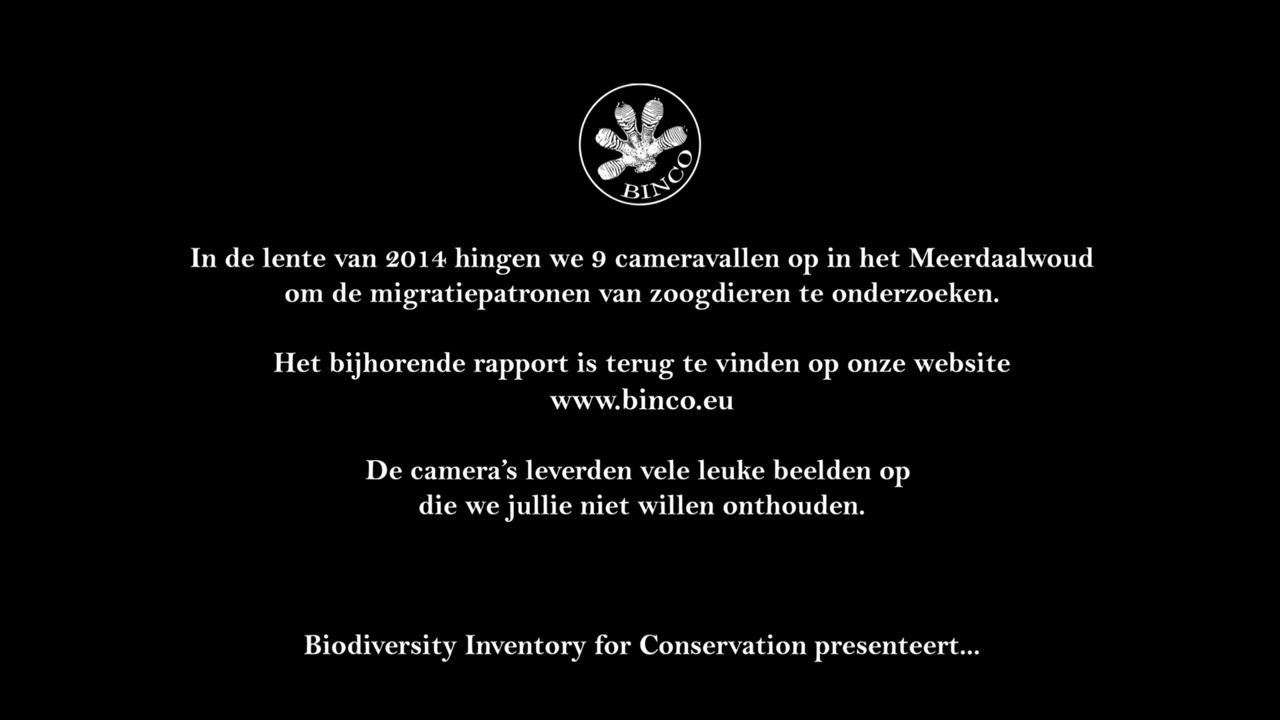 BINCO
In de lente van 2014 hingen we 9 cameravallen op in het Meerdaalwoud
om de migratiepatronen van zoogdieren te onderzoeken.
Het bijhorende rapport is terug te vinden op onze website
www.binco.eu
De camera’s leverden vele leuke beelden op
die we jullie niet willen onthouden.
Biodiversity Inventory for Conservation presenteert...